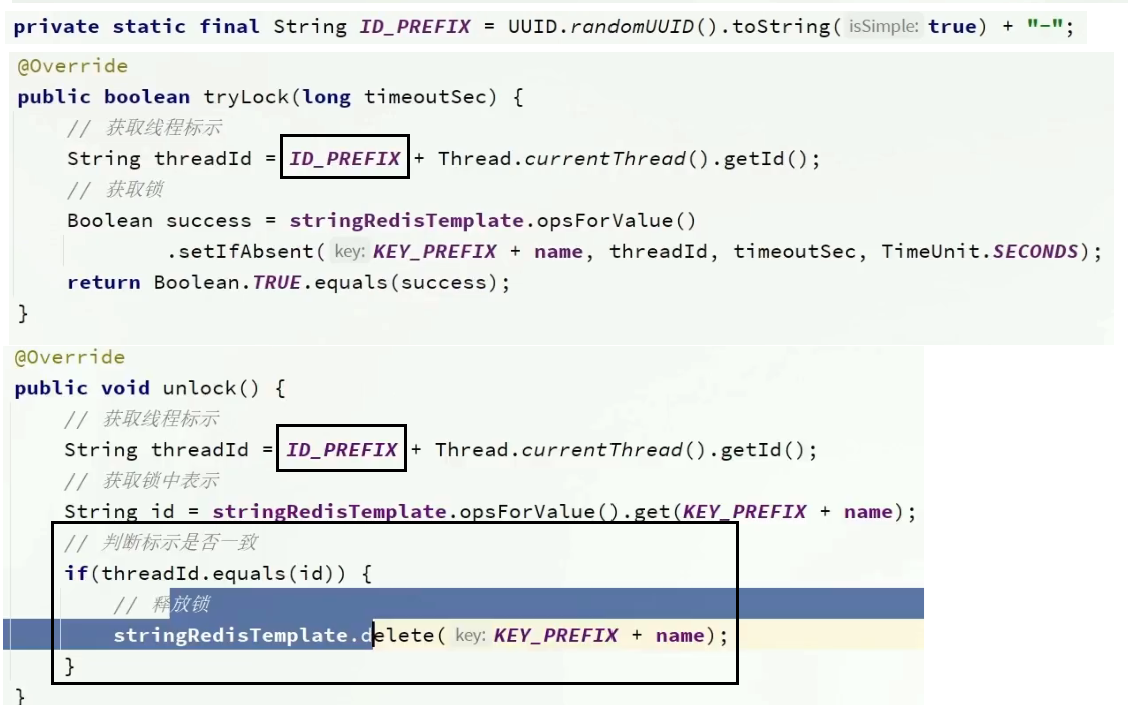 private static final String ID_PREFIX = UUID.randomUUID().toString( isSimple: true) + "-";
@Override
public boolean tryLock(long timeoutSec) {
// 获取线程标示
String threadId = ID_PREFIX + Thread.currentThread().getId();
// 获取锁
Boolean success = stringRedisTemplate.opsForValue()
.setIfAbsent( key: KEY_PREFIX + name, threadId, timeoutSec, TimeUnit.SECONDS);
return Boolean.TRUE.equals(success);
}
@Override
public void unlock() {
// 获取线程标示
String threadId = ID_PREFIX + Thread.currentThread().getId();
// 获取锁中表示
String id = stringRedisTemplate.opsForValue().get(KEY_PREFIX + name);
// 判断标示是否一致
if(threadId.equals(id)) {
// 释放锁
stringRedisTemplate.delete( key: KEY_PREFIX + name);
}
}